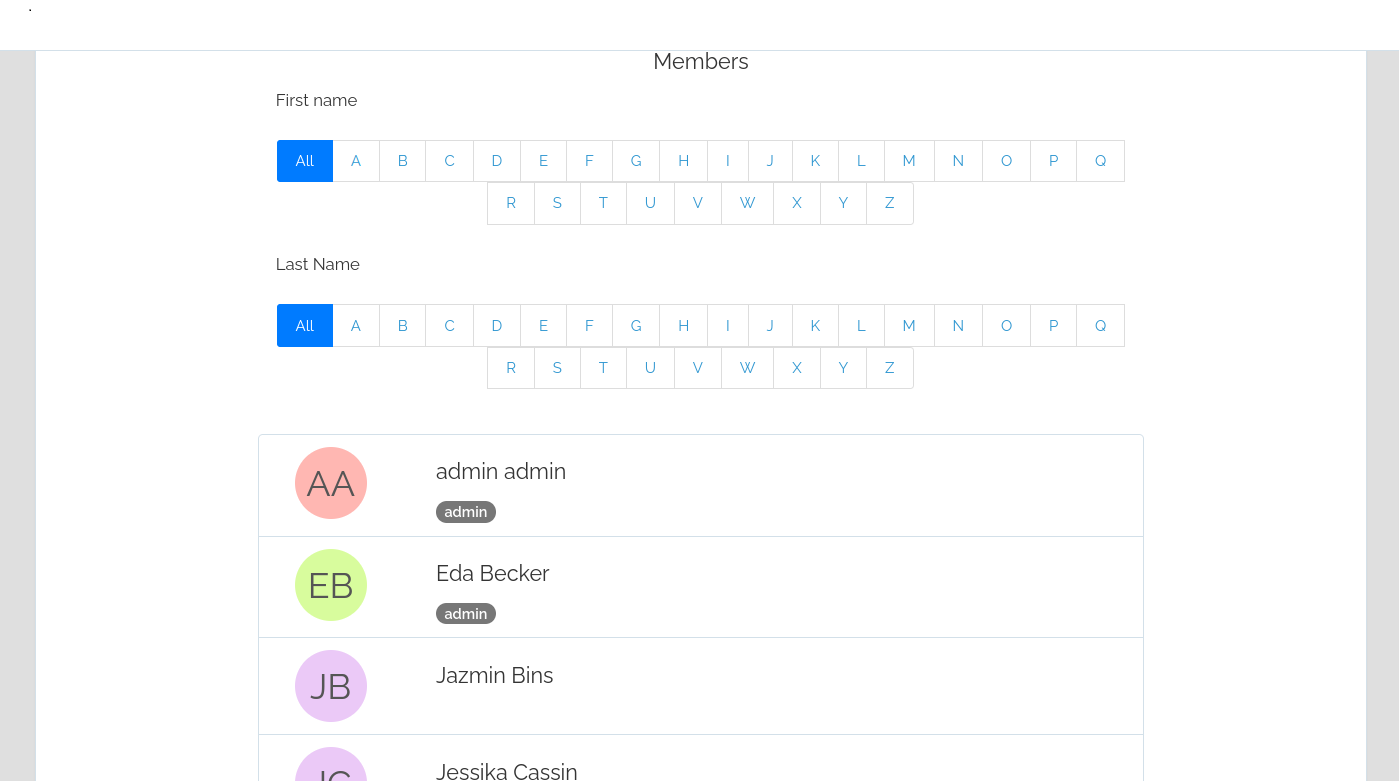 .
Members
First name
All A B C D E F G H I J K L M N O P Q
R S T U V W X Y Z
Last Name
All A B C D E F G H I J K L M N O P Q
R S T U V W X Y Z
AA admin admin
admin
EB Eda Becker
admin
JB Jazmin Bins
JC Jessika Cassin